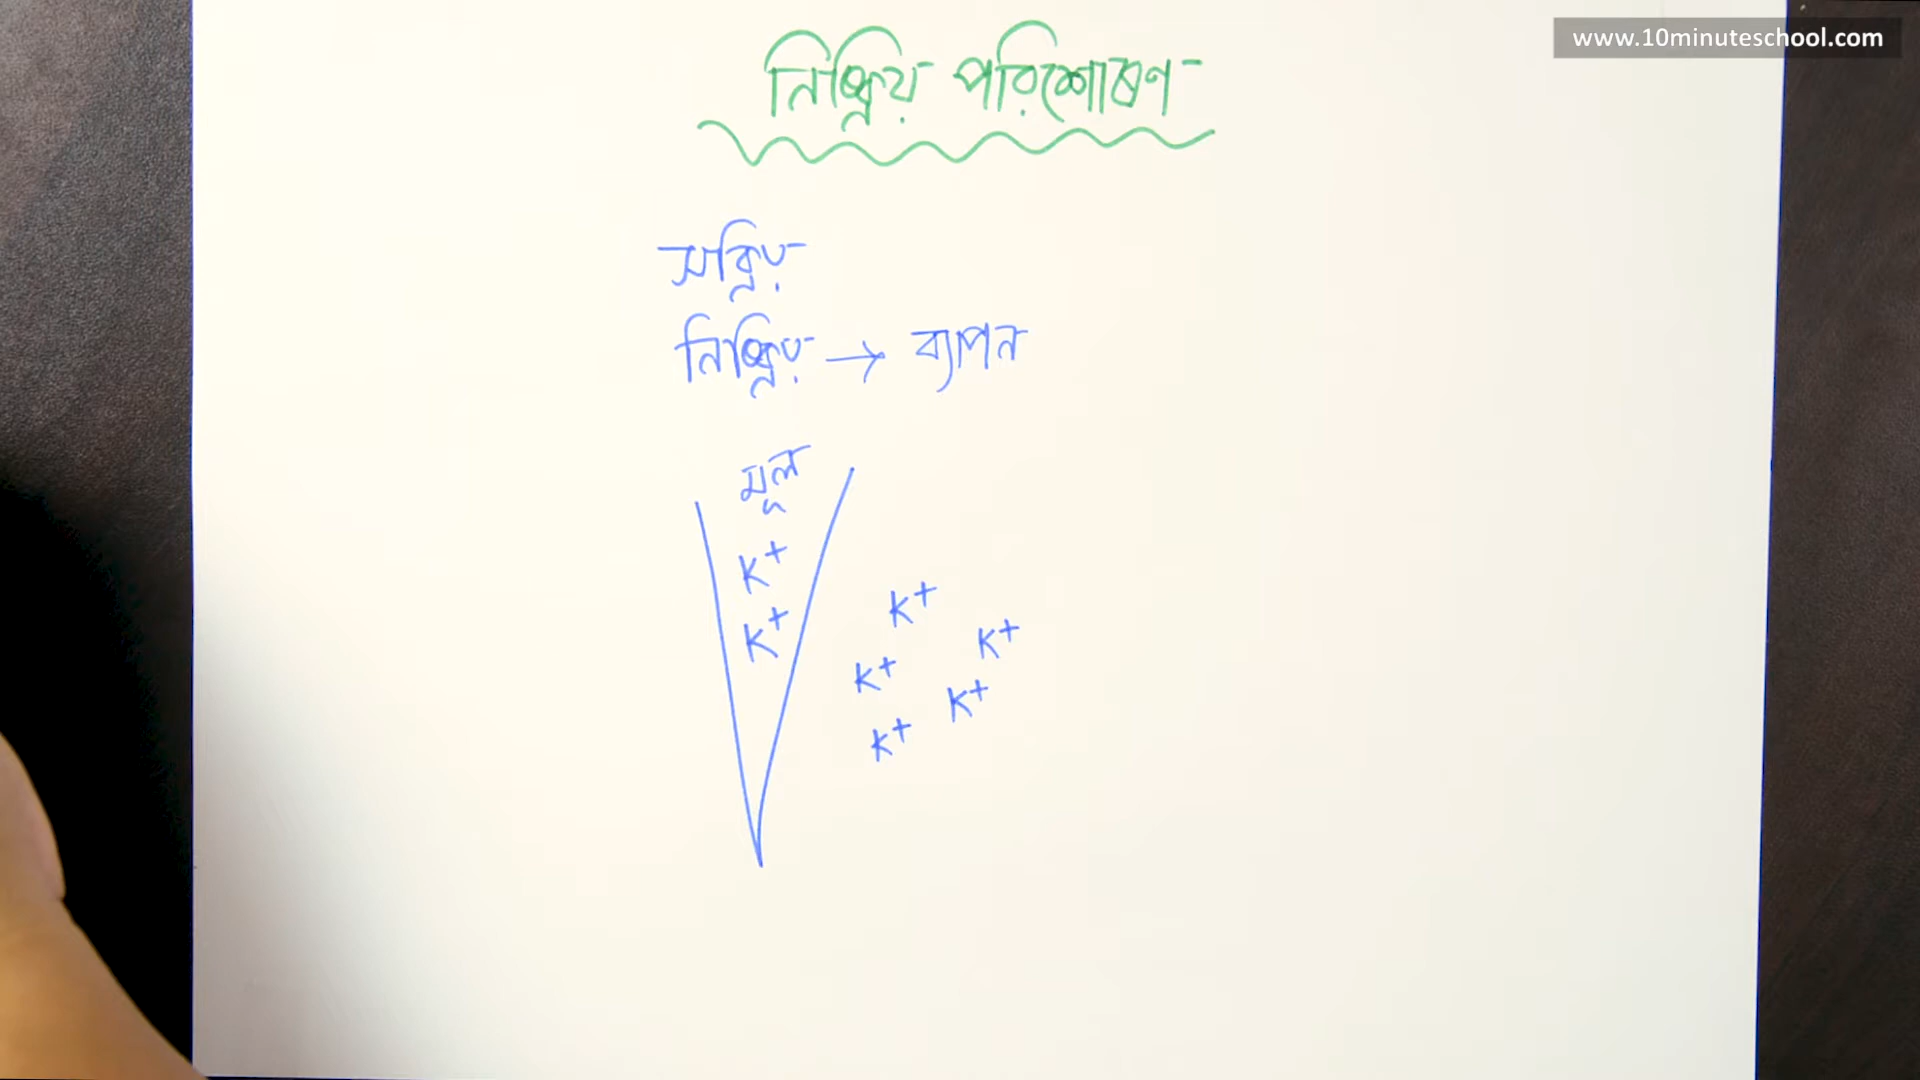 www.10minuteschool.com
নিষ্ক্রিয় পরিশোষণ
সক্রিয়
নিষ্ক্রিয় → ব্যাপন
মূল
K+
K+
K+
K+
K+
K+
K+